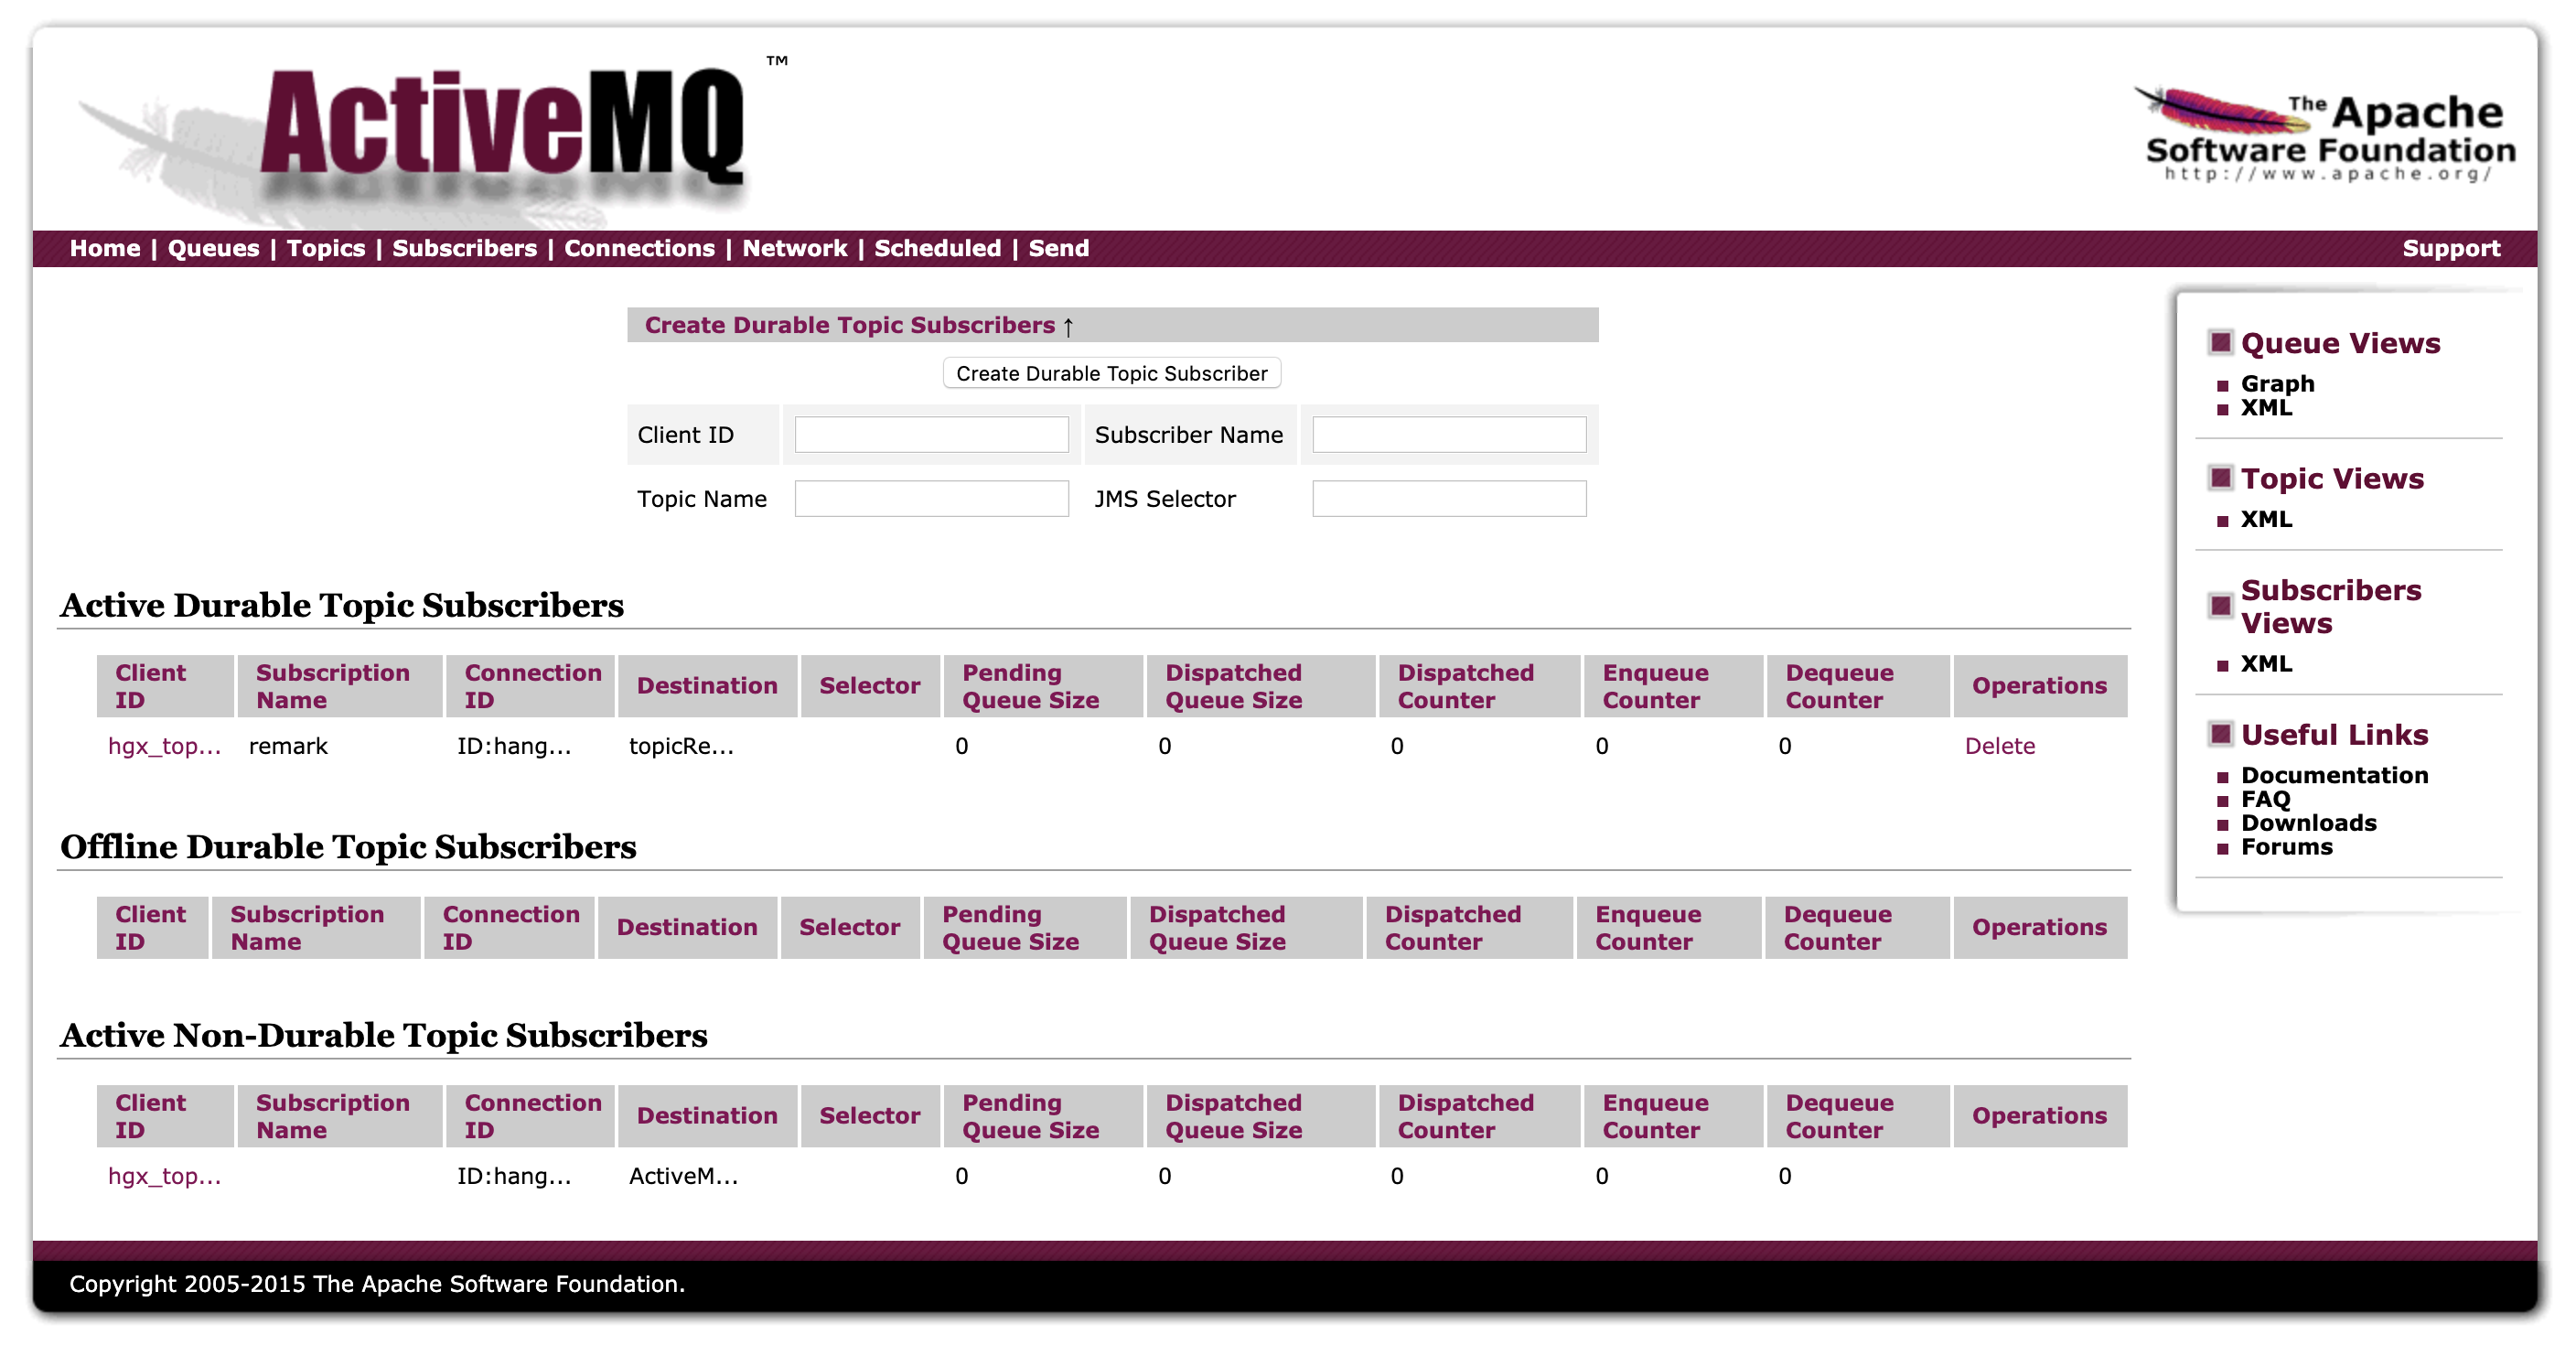 ActiveMQ ™
The Apache
Software Foundation
http://www.apache.org/
Home | Queues | Topics | Subscribers | Connections | Network | Scheduled | Send
Support
Create Durable Topic Subscribers ↑
Create Durable Topic Subscriber
Client ID
Subscriber Name
Topic Name
JMS Selector
Active Durable Topic Subscribers
Client ID Subscription Name Connection ID Destination Selector Pending Queue Size Dispatched Queue Size Dispatched Counter Enqueue Counter Dequeue Counter Operations
hgx_top... remark ID:hang... topicRe... 0 0 0 0 0 Delete
Offline Durable Topic Subscribers
Client ID Subscription Name Connection ID Destination Selector Pending Queue Size Dispatched Queue Size Dispatched Counter Enqueue Counter Dequeue Counter Operations
Active Non-Durable Topic Subscribers
Client ID Subscription Name Connection ID Destination Selector Pending Queue Size Dispatched Queue Size Dispatched Counter Enqueue Counter Dequeue Counter Operations
hgx_top... ID:hang... ActiveM... 0 0 0 0 0
Queue Views
Graph
XML
Topic Views
XML
Subscribers
Views
XML
Useful Links
Documentation
FAQ
Downloads
Forums
Copyright 2005-2015 The Apache Software Foundation.